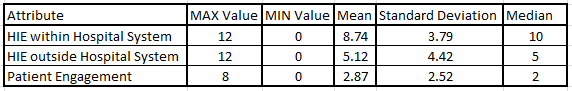 Attribute MAX Value MIN Value Mean Standard Deviation Median
HIE within Hospital System 12 0 8.74 3.79 10
HIE outside Hospital System 12 0 5.12 4.42 5
Patient Engagement 8 0 2.87 2.52 2